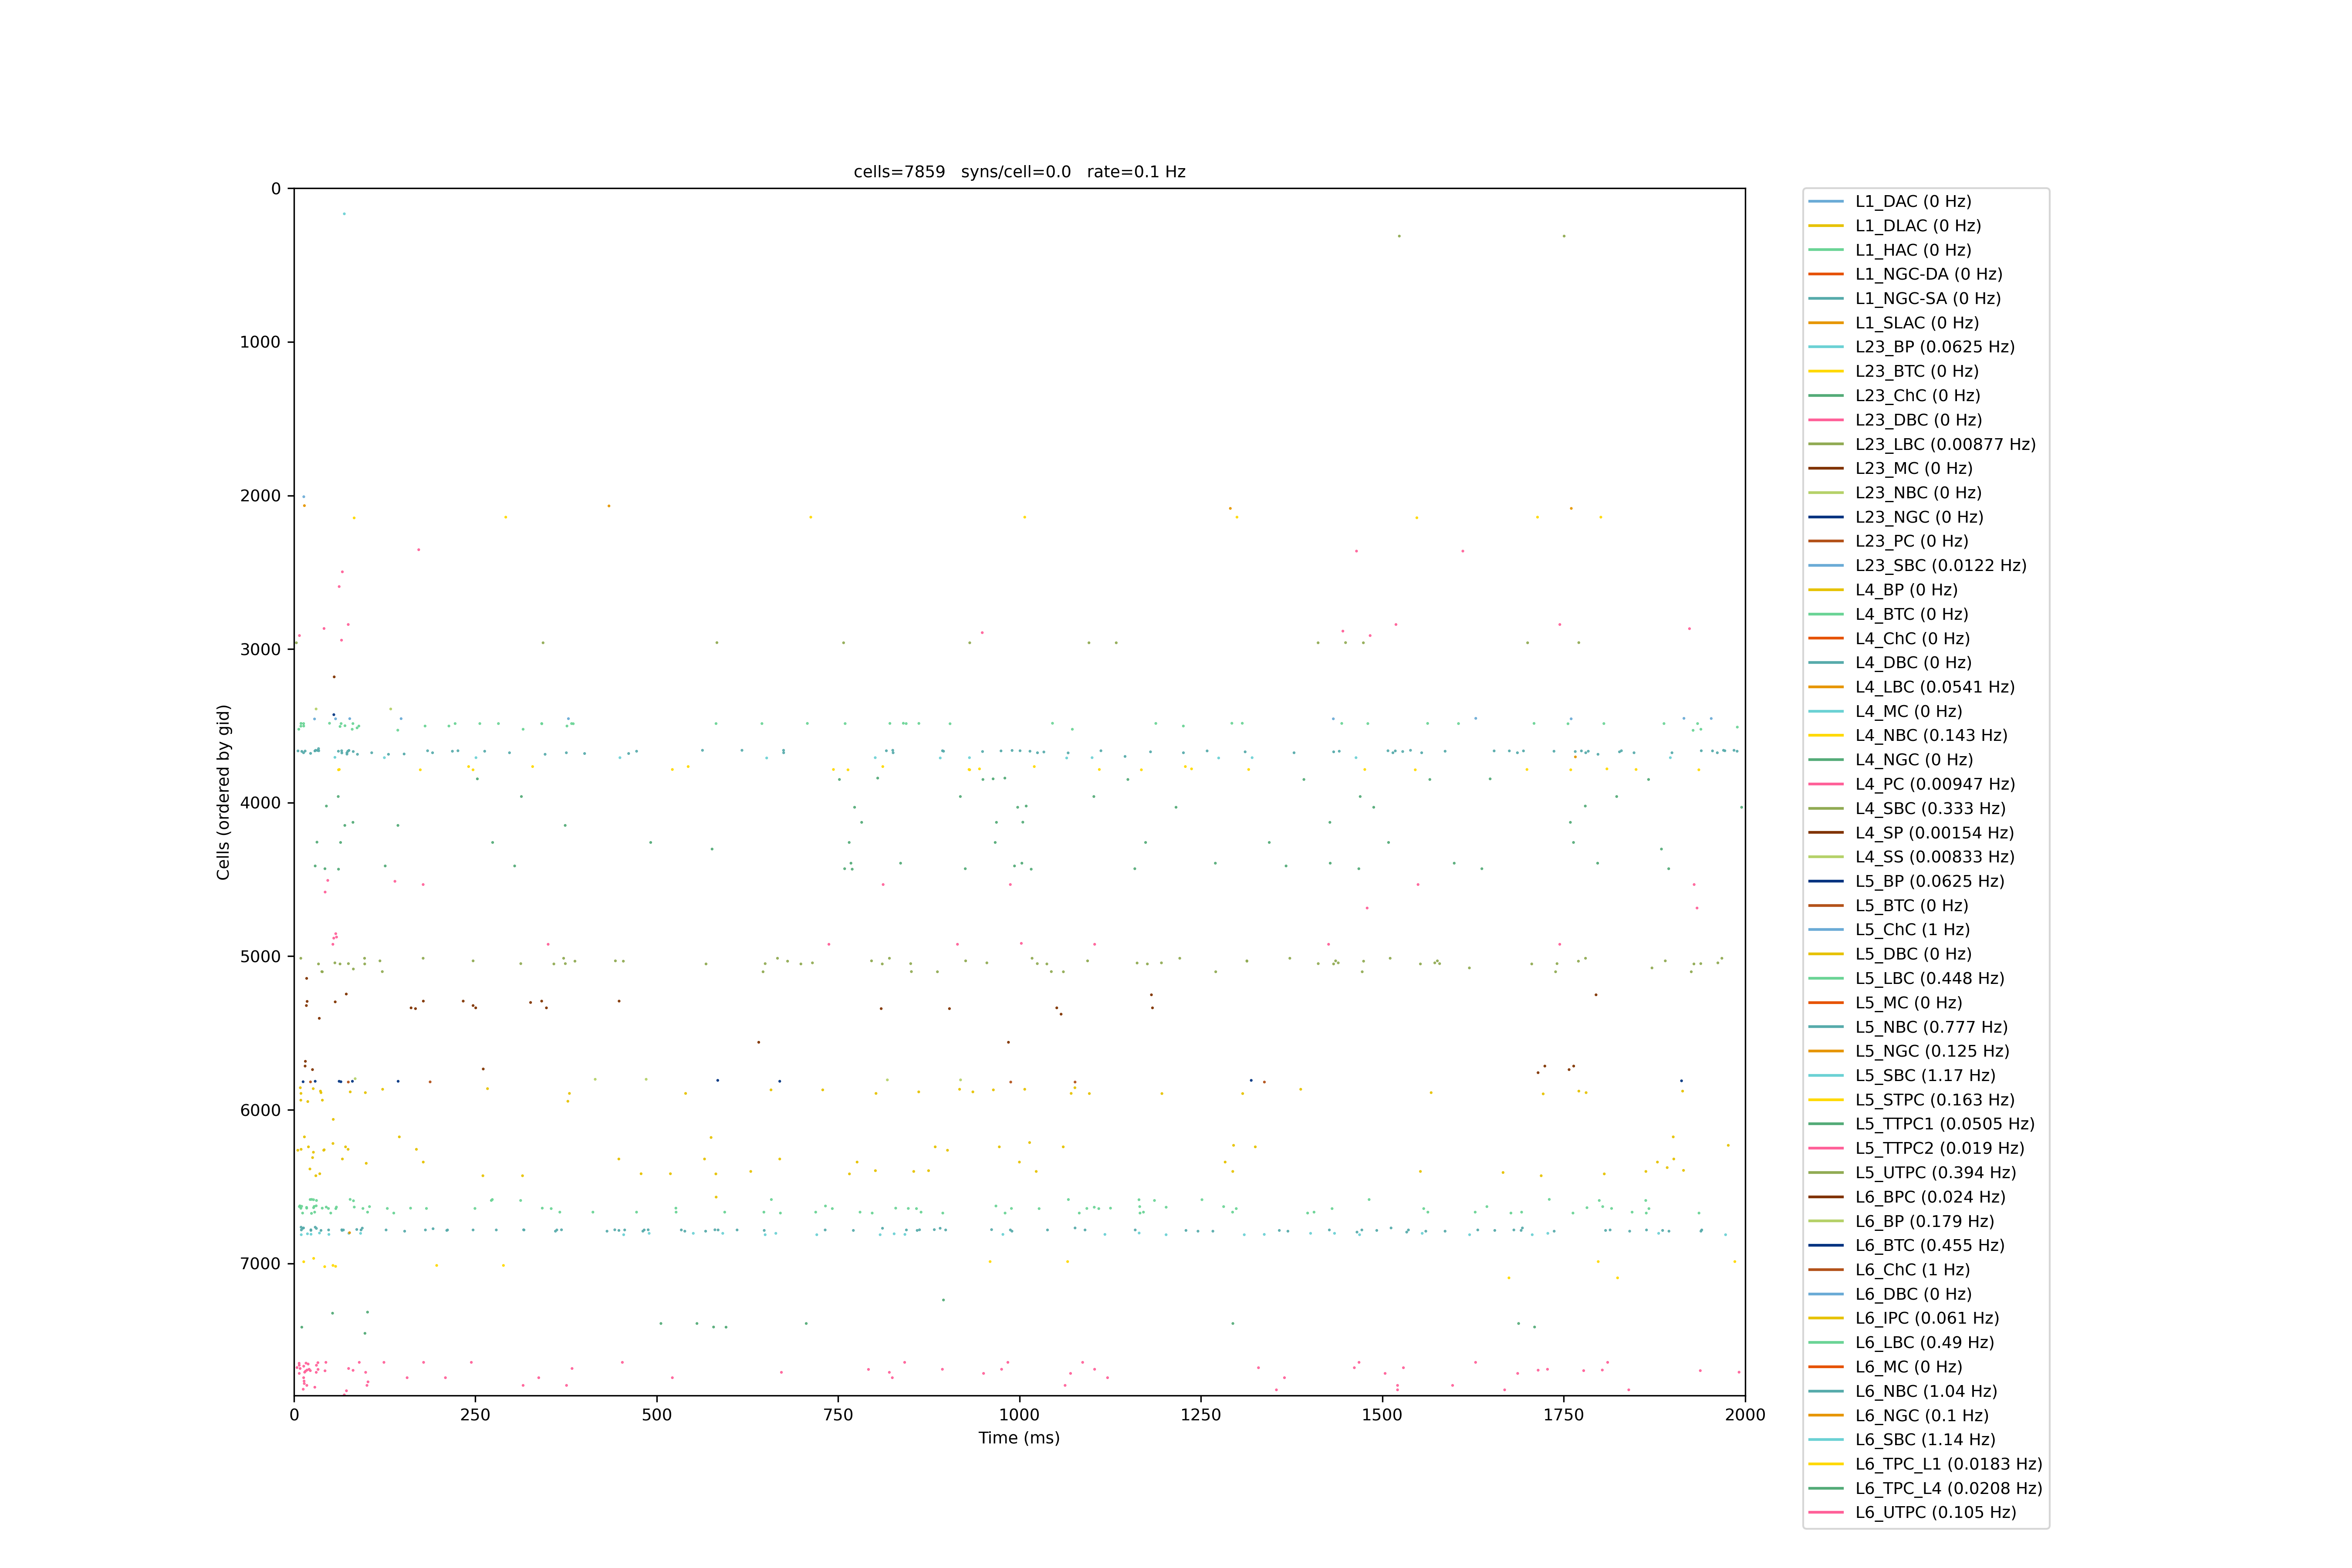 cells=7859   syns/cell=0.0   rate=0.1 Hz
0
1000
2000
3000
4000
5000
6000
7000
Cells (ordered by gid)
0 250 500 750 1000 1250 1500 1750 2000
Time (ms)
L1_DAC (0 Hz)
L1_DLAC (0 Hz)
L1_HAC (0 Hz)
L1_NGC-DA (0 Hz)
L1_NGC-SA (0 Hz)
L1_SLAC (0 Hz)
L23_BP (0.0625 Hz)
L23_BTC (0 Hz)
L23_ChC (0 Hz)
L23_DBC (0 Hz)
L23_LBC (0.00877 Hz)
L23_MC (0 Hz)
L23_NBC (0 Hz)
L23_NGC (0 Hz)
L23_PC (0 Hz)
L23_SBC (0.0122 Hz)
L4_BP (0 Hz)
L4_BTC (0 Hz)
L4_ChC (0 Hz)
L4_DBC (0 Hz)
L4_LBC (0.0541 Hz)
L4_MC (0 Hz)
L4_NBC (0.143 Hz)
L4_NGC (0 Hz)
L4_PC (0.00947 Hz)
L4_SBC (0.333 Hz)
L4_SP (0.00154 Hz)
L4_SS (0.00833 Hz)
L5_BP (0.0625 Hz)
L5_BTC (0 Hz)
L5_ChC (1 Hz)
L5_DBC (0 Hz)
L5_LBC (0.448 Hz)
L5_MC (0 Hz)
L5_NBC (0.777 Hz)
L5_NGC (0.125 Hz)
L5_SBC (1.17 Hz)
L5_STPC (0.163 Hz)
L5_TTPC1 (0.0505 Hz)
L5_TTPC2 (0.019 Hz)
L5_UTPC (0.394 Hz)
L6_BPC (0.024 Hz)
L6_BP (0.179 Hz)
L6_BTC (0.455 Hz)
L6_ChC (1 Hz)
L6_DBC (0 Hz)
L6_IPC (0.061 Hz)
L6_LBC (0.49 Hz)
L6_MC (0 Hz)
L6_NBC (1.04 Hz)
L6_NGC (0.1 Hz)
L6_SBC (1.14 Hz)
L6_TPC_L1 (0.0183 Hz)
L6_TPC_L4 (0.0208 Hz)
L6_UTPC (0.105 Hz)